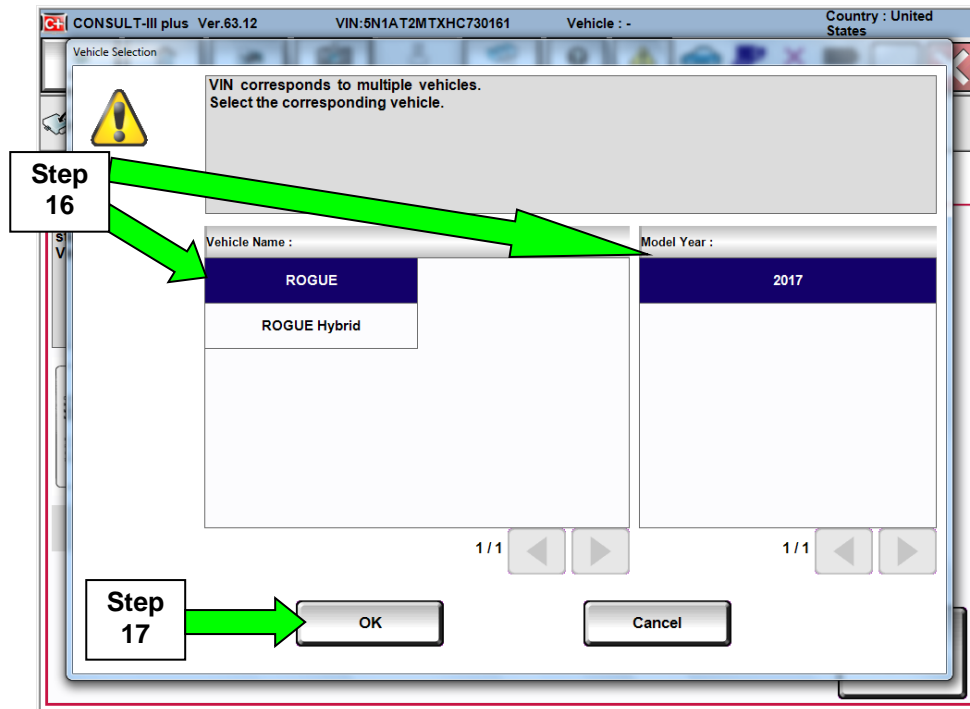 C+ CONSULT-III plus Ver.63.12 VIN:5N1AT2MTXHC730161 Vehicle : - Country : United
States
Vehicle Selection
VIN corresponds to multiple vehicles.
Select the corresponding vehicle.
Step
16
Vehicle Name : Model Year :
ROGUE 2017
ROGUE Hybrid
1 / 1 1 / 1
Step
17
OK Cancel